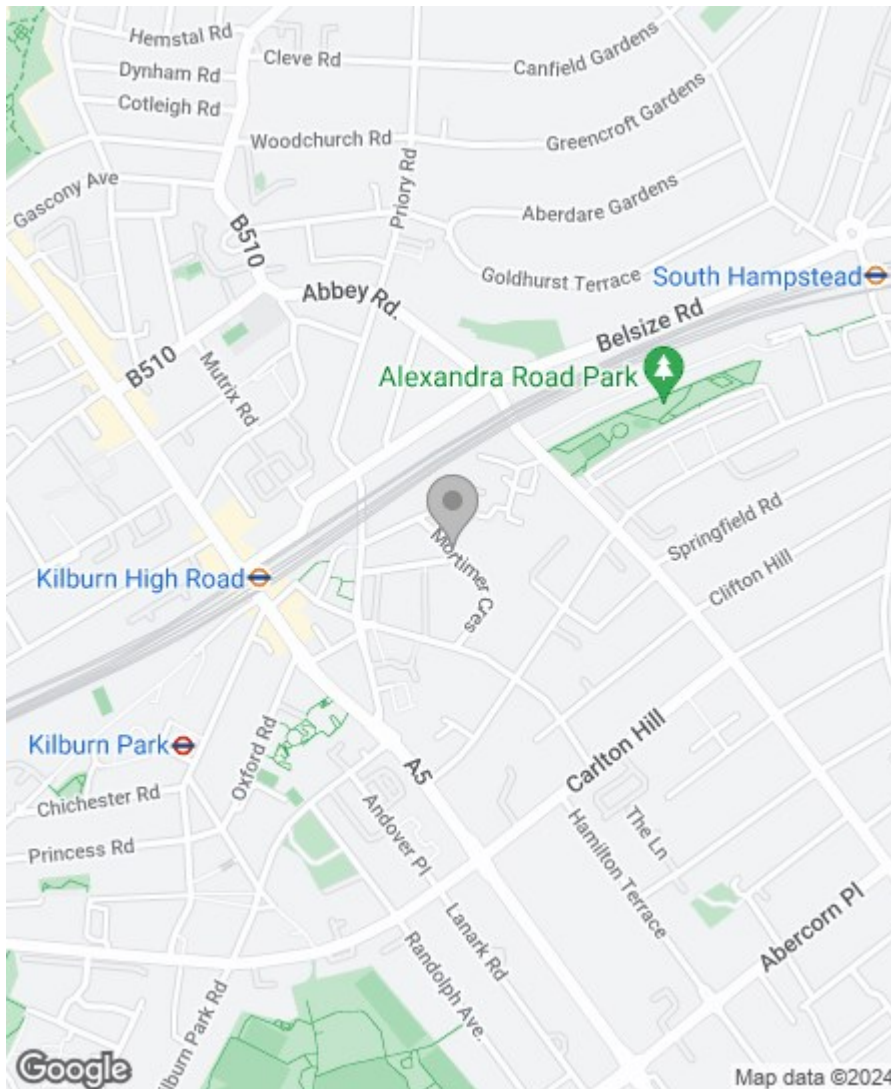 Hemstal Rd
Cleve Rd
Canfield Gardens
Dynham Rd
Cotleigh Rd
Greencroft Gardens
Woodchurch Rd
Priory Rd
Gascony Ave
Aberdare Gardens
B510
Goldhurst Terrace
South Hampstead
Abbey Rd.
Belsize Rd
B510
Mutrix Rd
Alexandra Road Park
Springfield Rd
Mortimer Cres
Clifton Hill
Kilburn High Road
Kilburn Park
Oxford Rd
A5
Carlton Hill
Chichester Rd
The Ln
Andover Pl
Hamilton Terrace
Princess Rd
Abercorn Pl
Lanark Rd
Randolph Ave.
ilburn Park Rd
Google
Map data ©2024